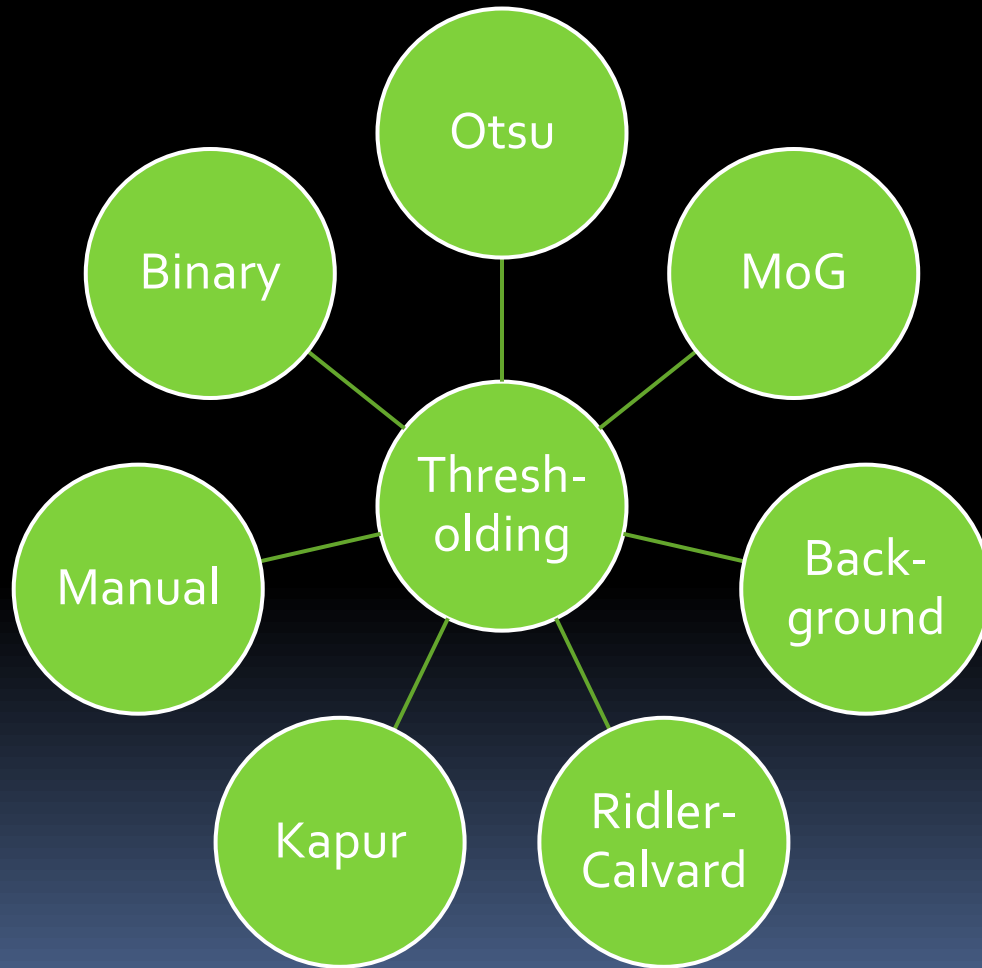 Otsu
Binary
MoG
Thresh-
olding
Manual
Back-
ground
Kapur
Ridler-
Calvard